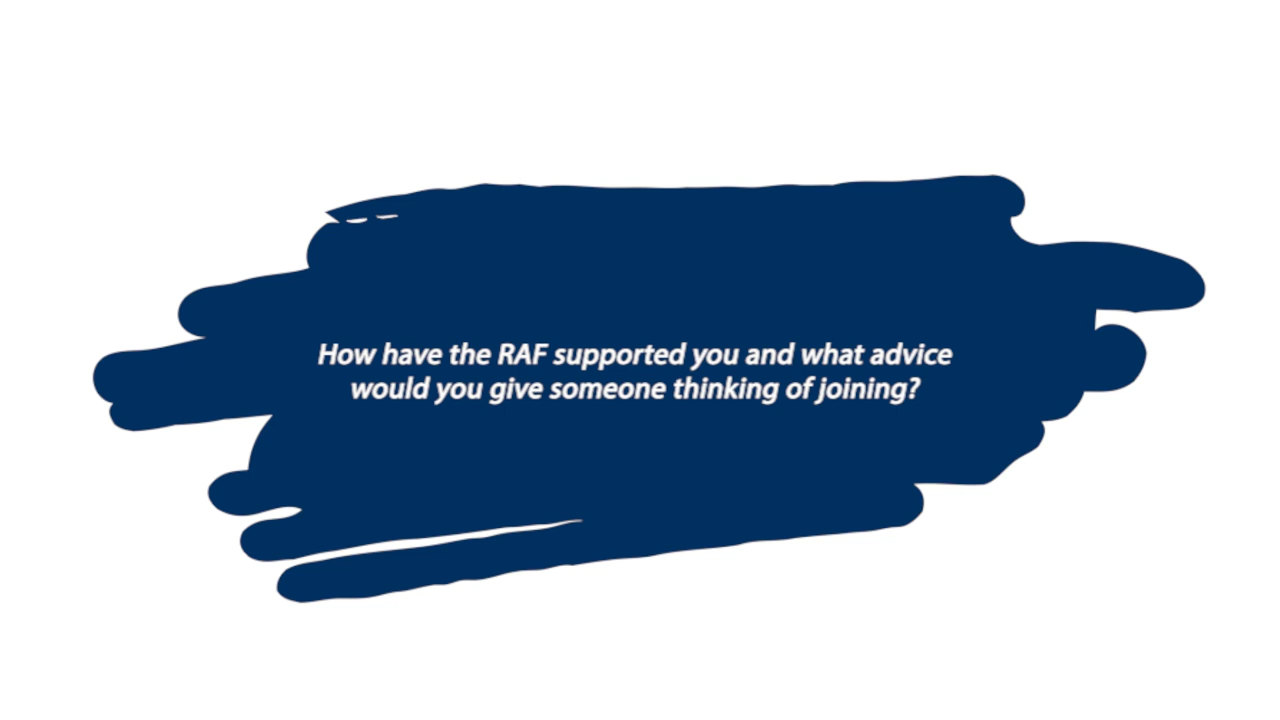 How have the RAF supported you and what advice
would you give someone thinking of joining?